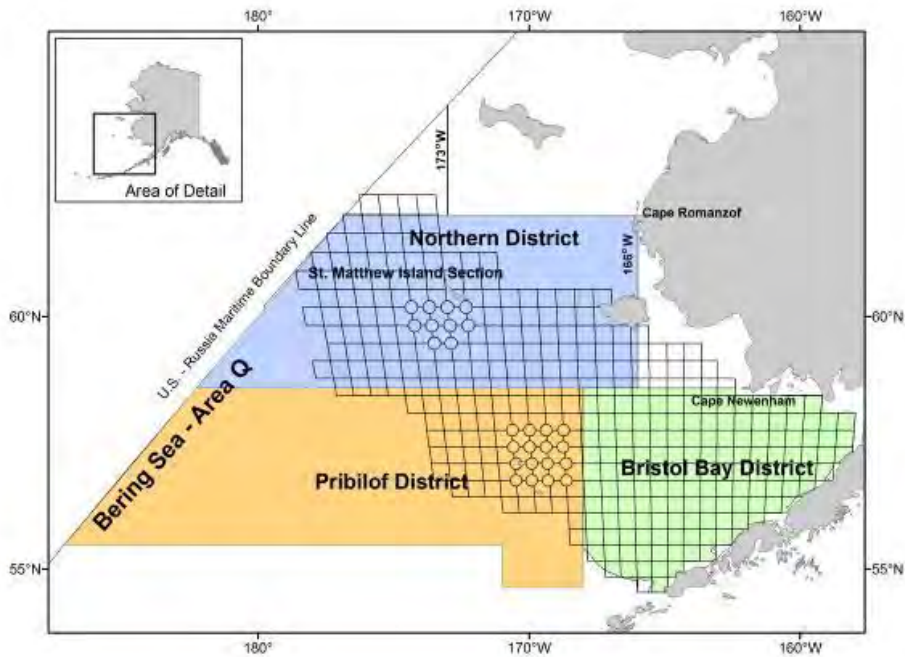 180°
170°W
160°W
Area of Detail
173°W
U.S. - Russia Maritime Boundary Line
Cape Romanzof
Northern District
166°W
St. Matthew Island Section
60°N
60°N
Bering Sea - Area Q
Cape Newenham
Pribilof District
Bristol Bay District
55°N
55°N
180°
170°W
160°W